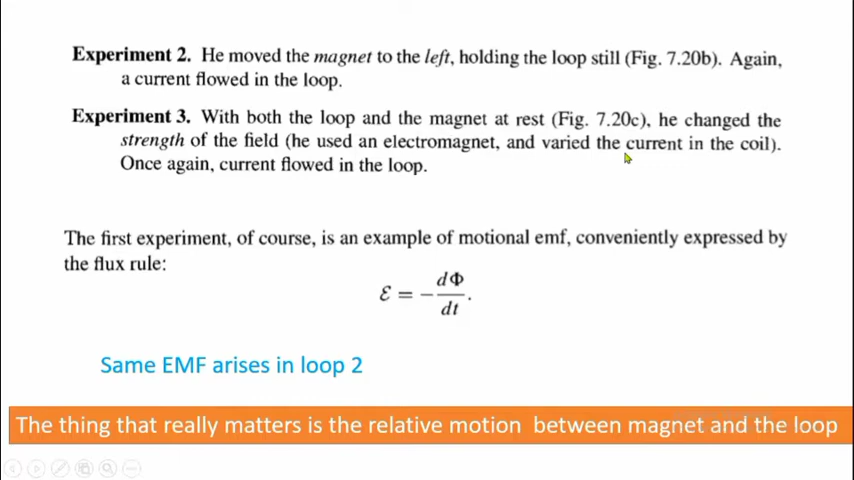 Experiment 2. He moved the magnet to the left, holding the loop still (Fig. 7.20b). Again,
a current flowed in the loop.
Experiment 3. With both the loop and the magnet at rest (Fig. 7.20c), he changed the
strength of the field (he used an electromagnet, and varied the current in the coil).
Once again, current flowed in the loop.
The first experiment, of course, is an example of motional emf, conveniently expressed by
the flux rule:
ℰ = −dΦ/dt.
Same EMF arises in loop 2
The thing that really matters is the relative motion between magnet and the loop